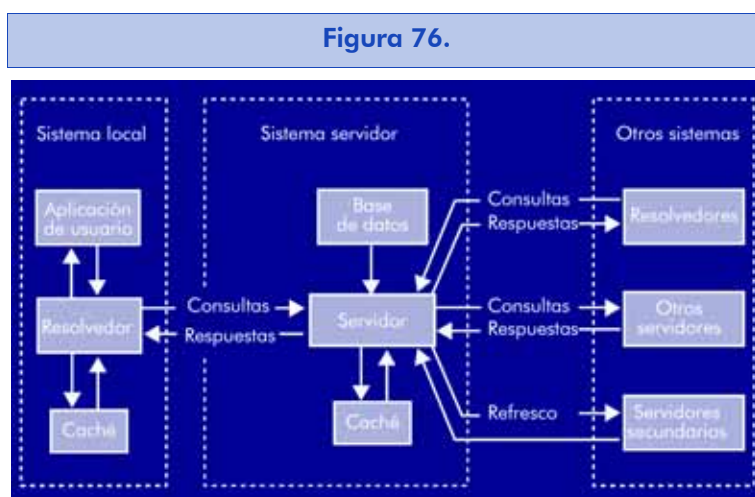 Figura 76.
Sistema local
Sistema servidor
Otros sistemas
Aplicación
de usuario
Base
de datos
Consultas
Respuestas
Resolvedores
Resolvedor
Consultas
Respuestas
Servidor
Consultas
Respuestas
Otros
servidores
Caché
Caché
Refresco
Servidores
secundarios